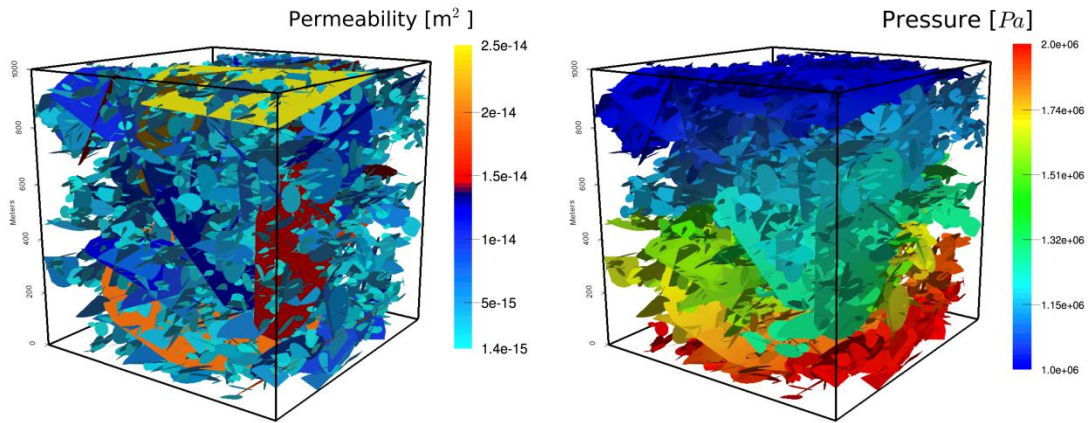 Permeability [m² ]
2.5e-14
2e-14
1.5e-14
1e-14
5e-15
1.4e-15
1000
800
600
Meters
400
200
0
Pressure [Pa]
2.0e+06
1.74e+06
1.51e+06
1.32e+06
1.15e+06
1.0e+06
1000
800
600
Meters
400
200
0